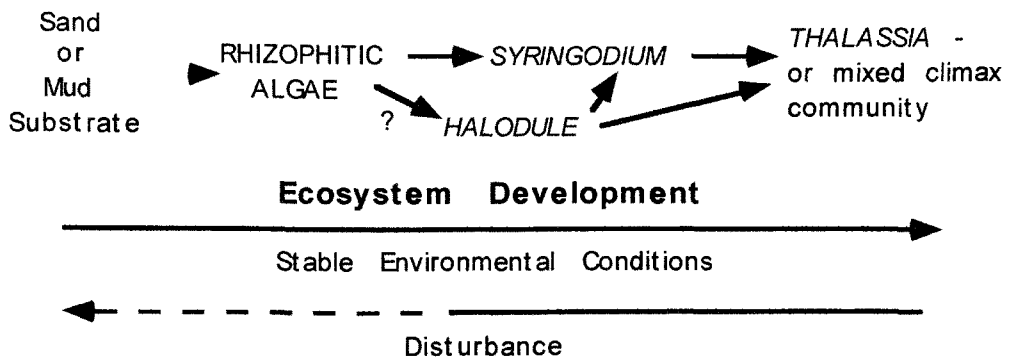 Sand
or
Mud
Substrate
RHIZOPHITIC
ALGAE
?
SYRINGODIUM
HALODULE
THALASSIA -
or mixed climax
community
Ecosystem Development
Stable Environmental Conditions
Disturbance